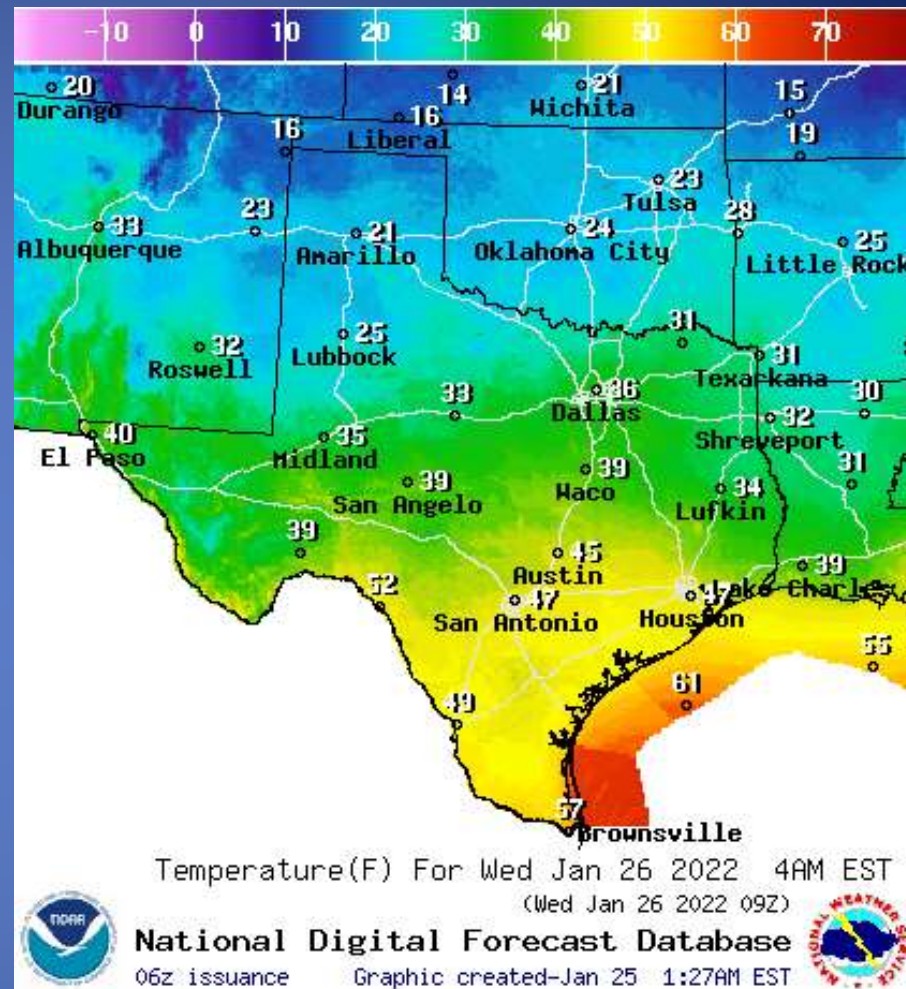 -10 0 10 20 30 40 50 60 70
20 14 21 15
Durango 16 Wichita
16 Liberal 19
23
Tulsa
33 23 21 24 28 25
Albuquerque Amarillo Oklahoma City Little Rock
32 25 31 31
Roswell Lubbock Texarkana
33 36 30
Dallas 32
40 35 Shreveport
El Paso Midland 31
39 39 34
San Angelo Waco Lufkin
39 45 39
Austin Lake Charles
52 47 47
San Antonio Houston
55
49 61
57
Brownsville
Temperature(F) For Wed Jan 26 2022 4AM EST
(Wed Jan 26 2022 09Z)
NOAA
NATIONAL WEATHER SERVICE
National Digital Forecast Database
06z issuance Graphic created-Jan 25 1:27AM EST